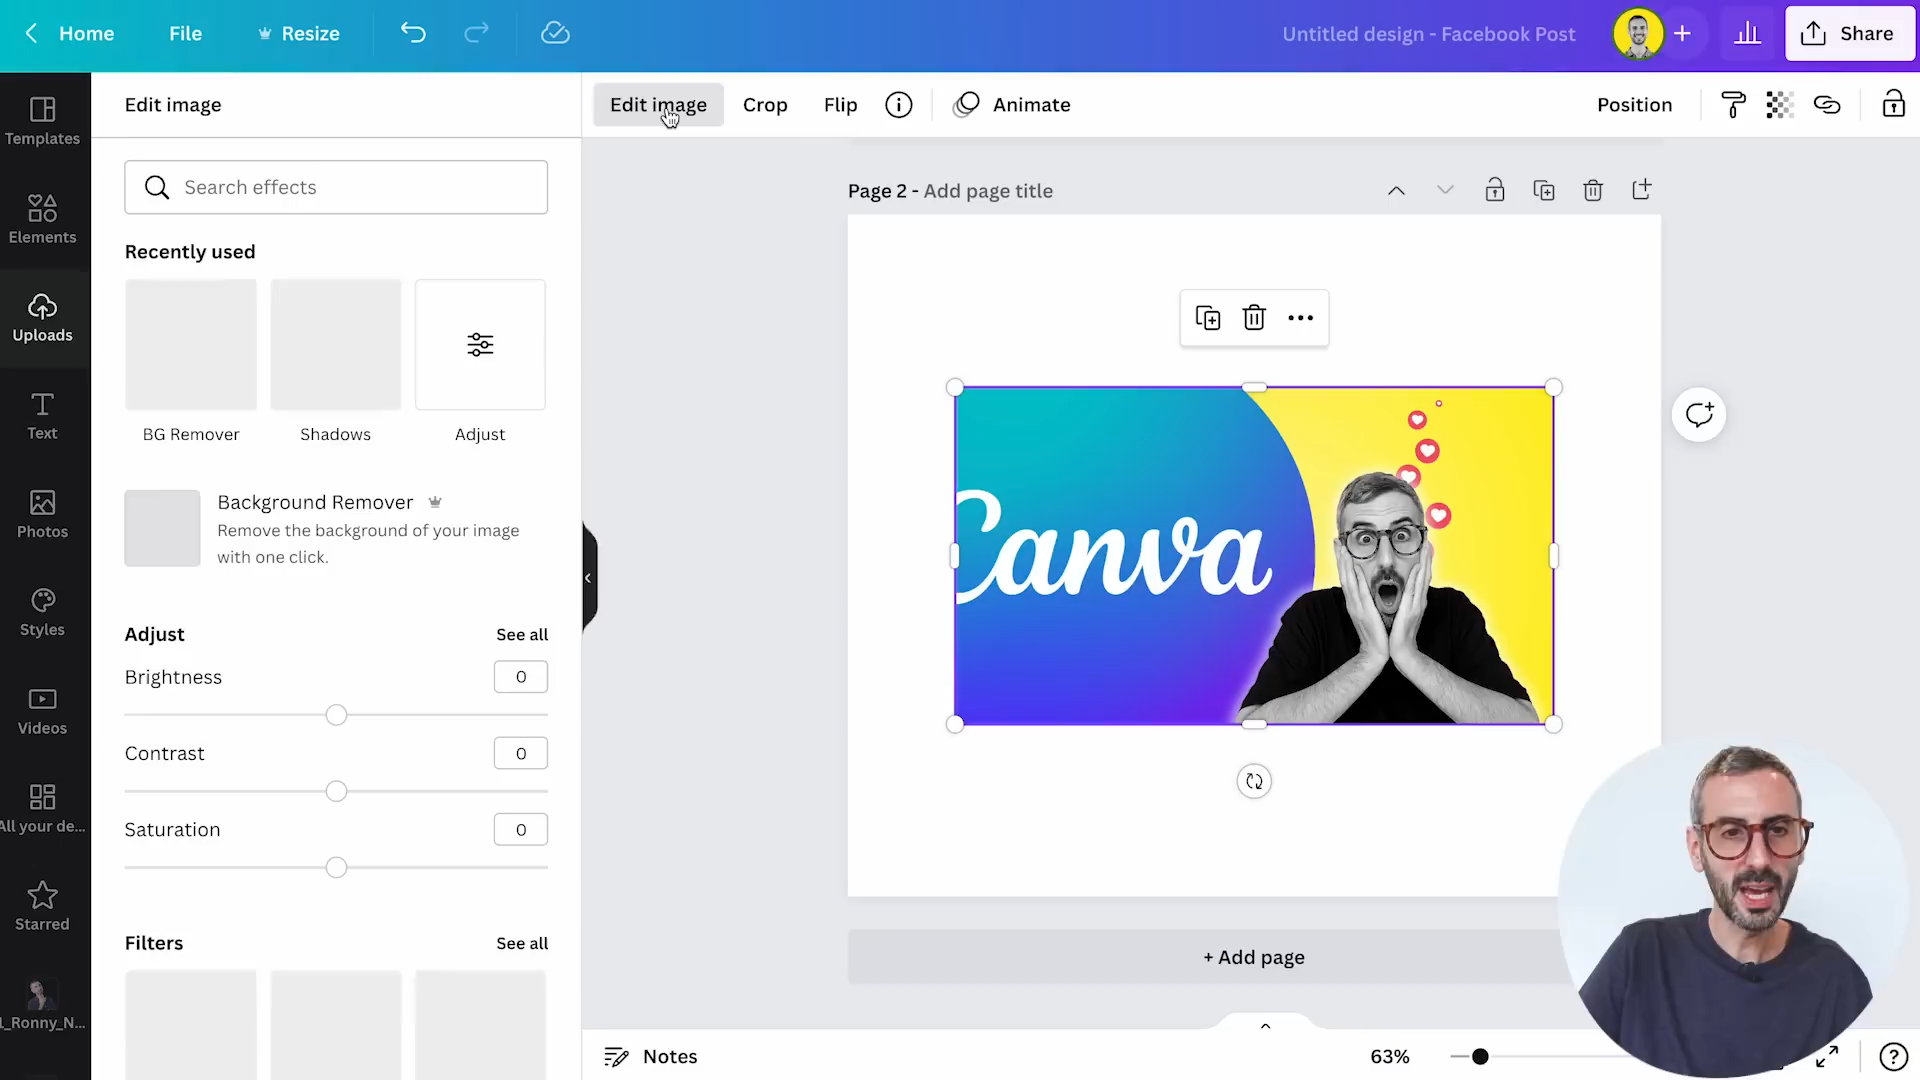 Home
File
Resize
Untitled design - Facebook Post
Share
Templates
Elements
Uploads
Text
Photos
Styles
Videos
All your de...
Starred
1_Ronny_N...
Edit image
Search effects
Recently used
BG Remover
Shadows
Adjust
Background Remover
Remove the background of your image
with one click.
Adjust
See all
Brightness
0
Contrast
0
Saturation
0
Filters
See all
Edit image
Crop
Flip
Animate
Position
Page 2 - Add page title
Canva
+ Add page
Notes
63%